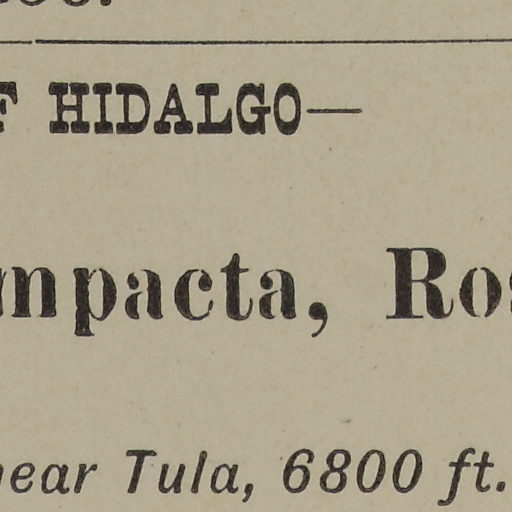 HIDALGO—
mpacta, Ro
near Tula, 6800 ft.